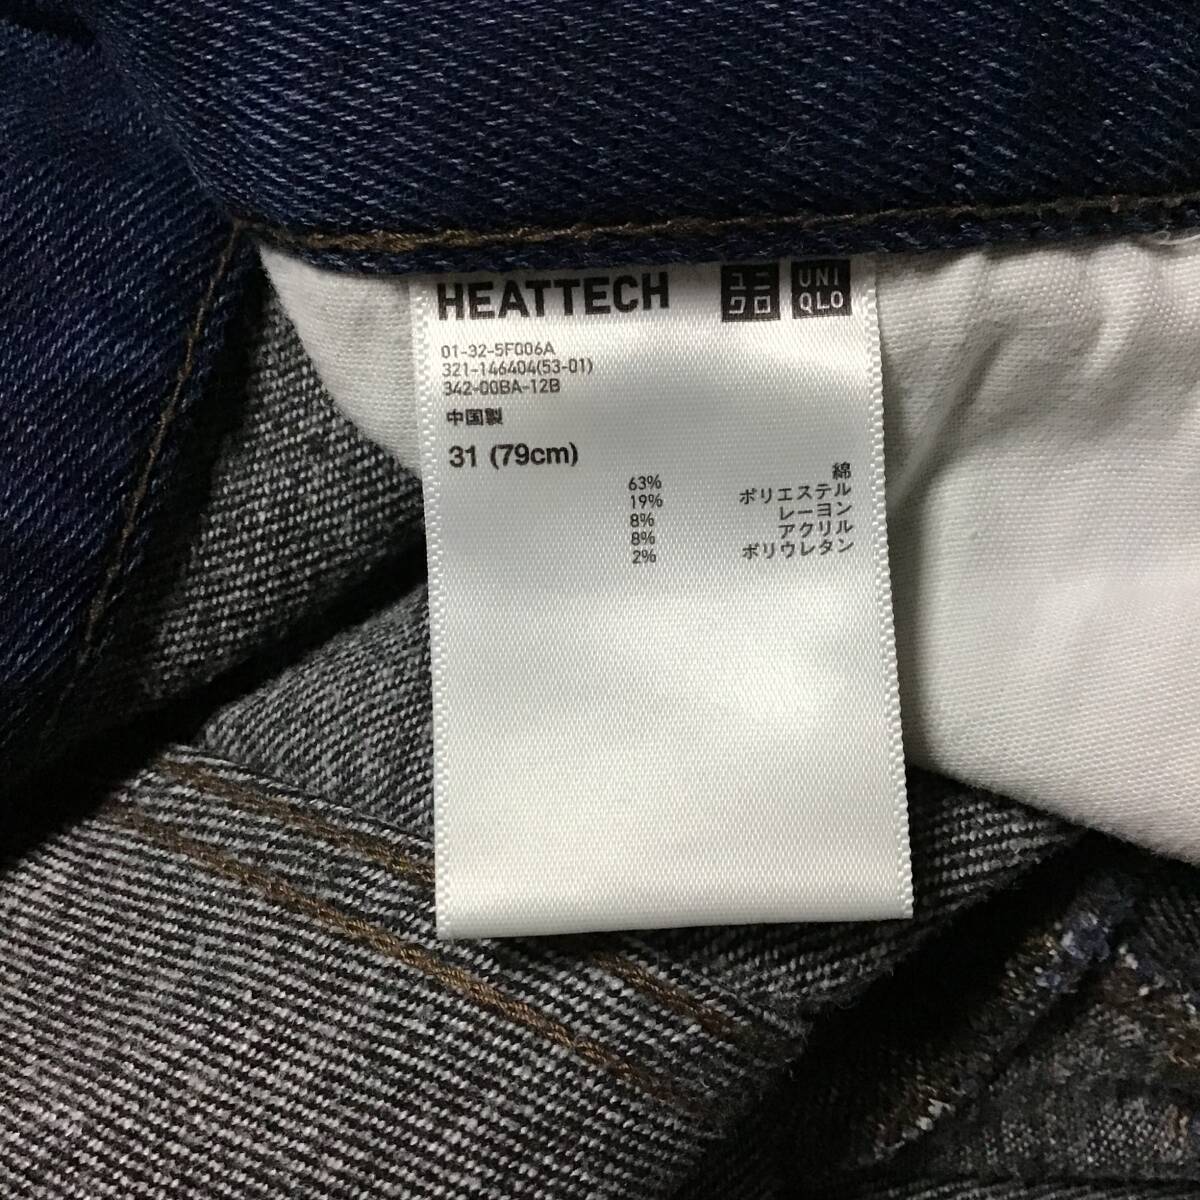 HEATTECH
ユニ
クロ
UNI
QLO
01-32-5F006A
321-146404(53-01)
342-00BA-12B
中国製
31 (79cm)
63% 綿
19% ポリエステル
8% レーヨン
8% アクリル
2% ポリウレタン